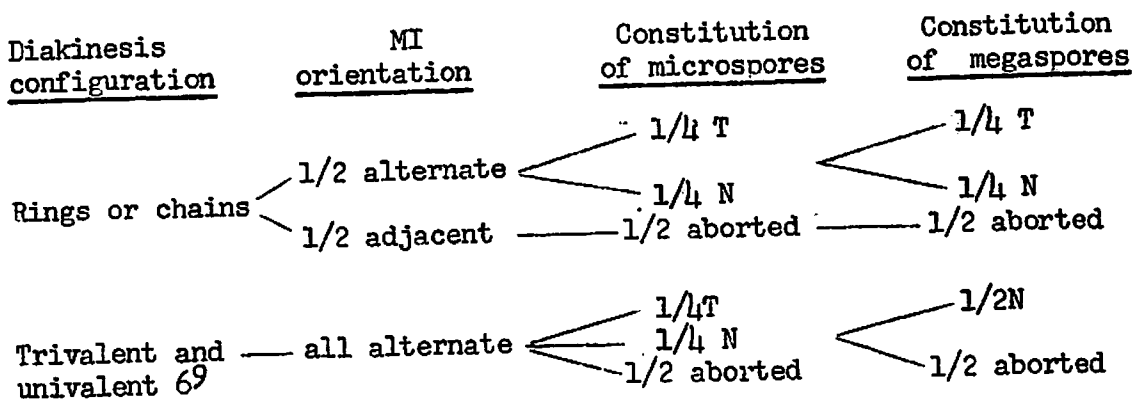 Diakinesis configuration
MI orientation
Constitution of microspores
Constitution of megaspores
Rings or chains
1/2 alternate
1/4 T
1/4 N
1/4 T
1/4 N
1/2 adjacent
1/2 aborted
1/2 aborted
Trivalent and univalent 6⁹
all alternate
1/4T
1/4 N
1/2 aborted
1/2N
1/2 aborted